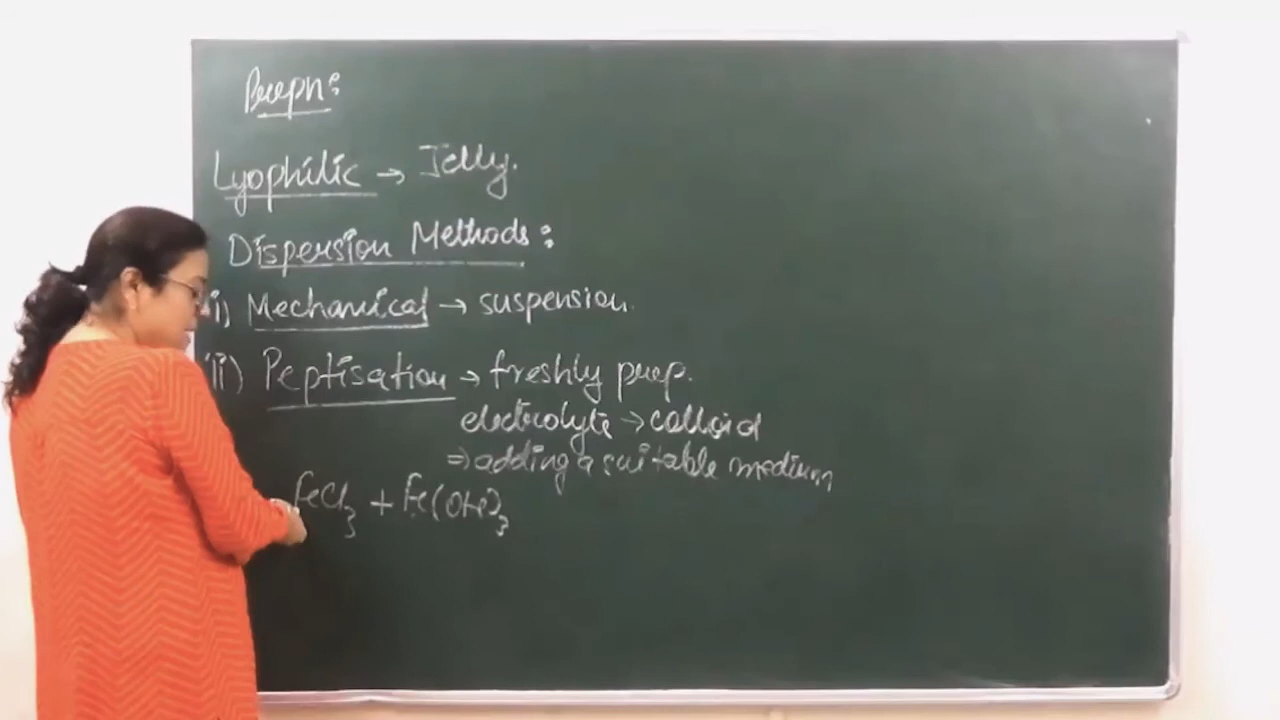 Prepn:
Lyophilic → Jelly.
Dispersion Methods:
i) Mechanical → suspension.
ii) Peptisation → freshly prep.
electrolyte → colloid
⇒ adding a suitable medium
FeCl₃ + Fe(OH)₃